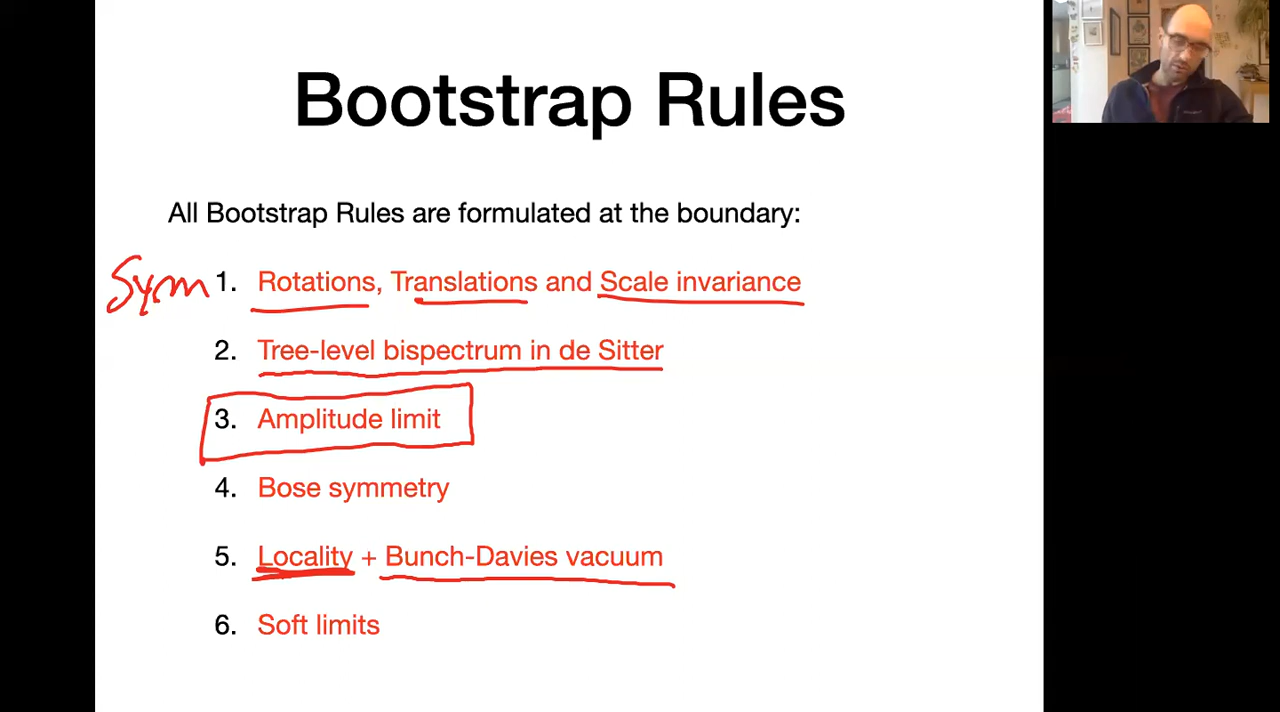 Bootstrap Rules
All Bootstrap Rules are formulated at the boundary:
Sym 1. Rotations, Translations and Scale invariance
2. Tree-level bispectrum in de Sitter
3. Amplitude limit
4. Bose symmetry
5. Locality + Bunch-Davies vacuum
6. Soft limits